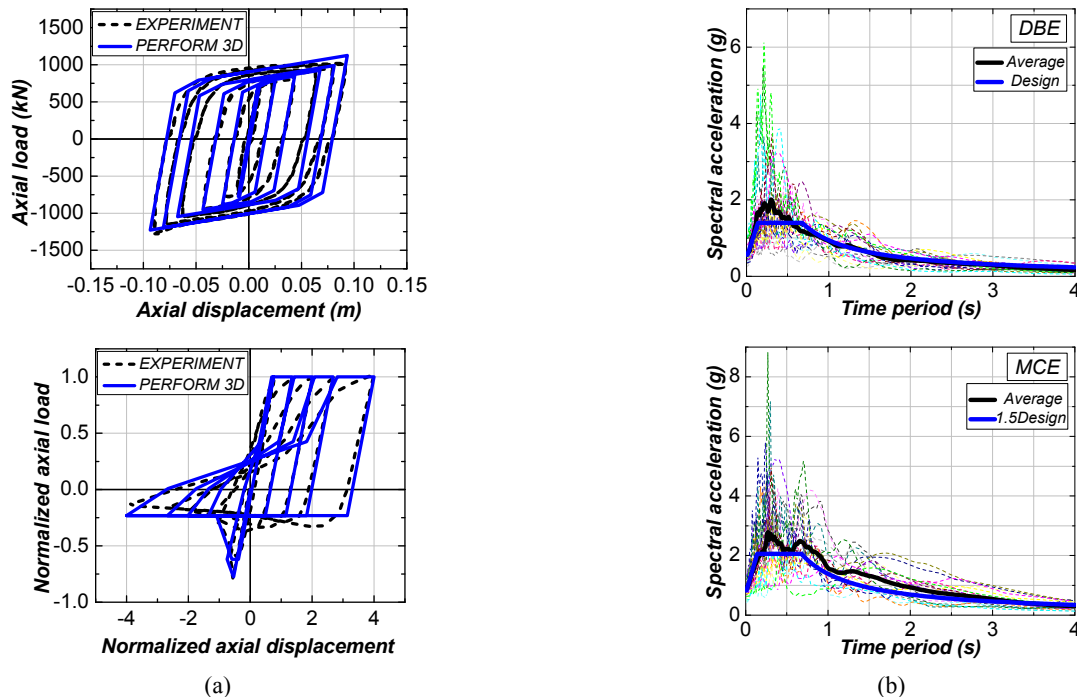 1500
1000
500
0
-500
-1000
-1500
Axial load (kN)
EXPERIMENT
PERFORM 3D
-0.15 -0.10 -0.05 0.00 0.05 0.10 0.15
Axial displacement (m)
1.0
0.5
0.0
-0.5
-1.0
Normalized axial load
EXPERIMENT
PERFORM 3D
-4 -2 0 2 4
Normalized axial displacement
(a)
6
4
2
0
Spectral acceleration (g)
DBE
Average
Design
0 1 2 3 4
Time period (s)
8
6
4
2
0
Spectral acceleration (g)
MCE
Average
1.5Design
0 1 2 3 4
Time period (s)
(b)